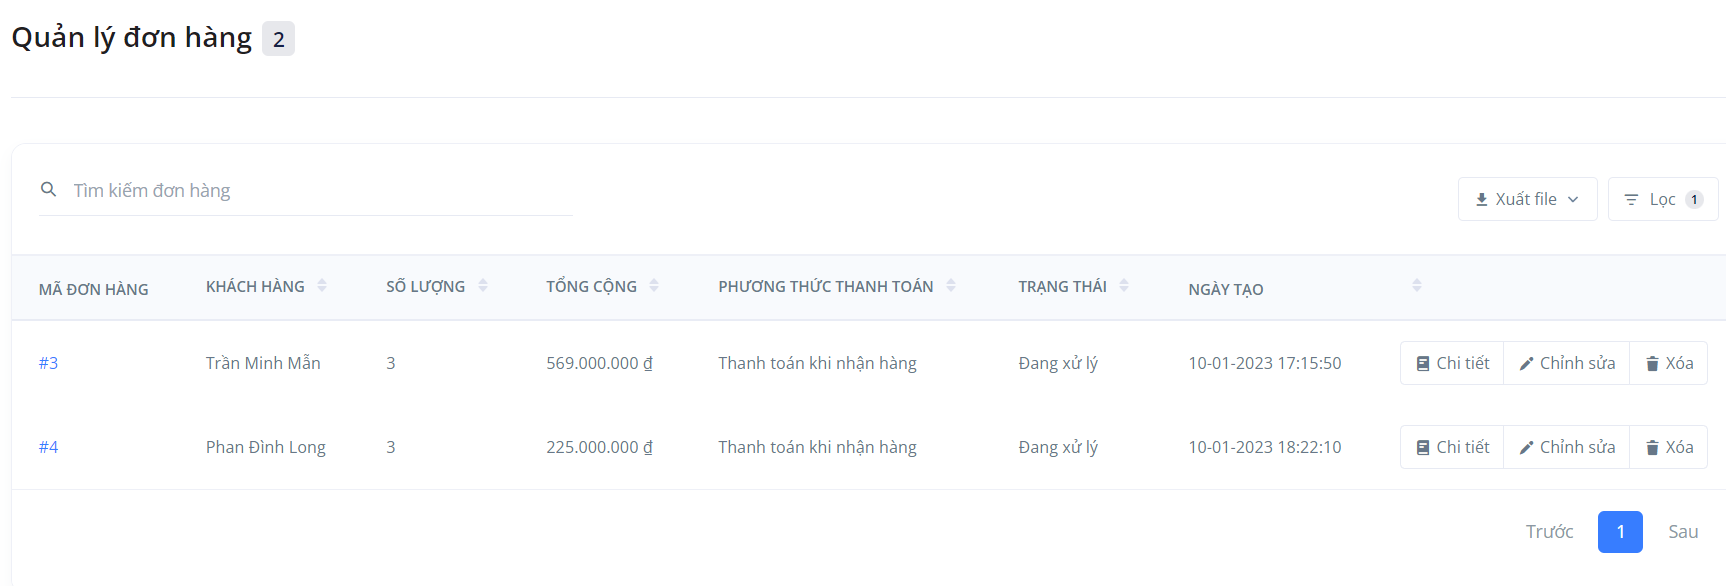 Quản lý đơn hàng 2
Tìm kiếm đơn hàng
Xuất file
Lọc 1
MÃ ĐƠN HÀNG KHÁCH HÀNG SỐ LƯỢNG TỔNG CỘNG PHƯƠNG THỨC THANH TOÁN TRẠNG THÁI NGÀY TẠO
#3 Trần Minh Mẫn 3 569.000.000 ₫ Thanh toán khi nhận hàng Đang xử lý 10-01-2023 17:15:50 Chi tiết Chỉnh sửa Xóa
#4 Phan Đình Long 3 225.000.000 ₫ Thanh toán khi nhận hàng Đang xử lý 10-01-2023 18:22:10 Chi tiết Chỉnh sửa Xóa
Trước 1 Sau